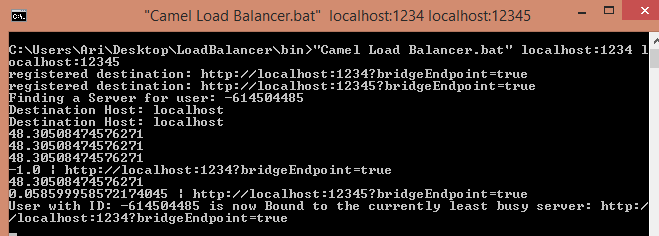 "Camel Load Balancer.bat" localhost:1234 localhost:12345
C:\Users\Ari\Desktop\LoadBalancer\bin>"Camel Load Balancer.bat" localhost:1234 l
ocalhost:12345
registered destination: http://localhost:1234?bridgeEndpoint=true
registered destination: http://localhost:12345?bridgeEndpoint=true
Finding a Server for user: -614504485
Destination Host: localhost
Destination Host: localhost
48.30508474576271
48.30508474576271
48.30508474576271
-1.0 | http://localhost:1234?bridgeEndpoint=true
48.30508474576271
0.058599958572174045 | http://localhost:12345?bridgeEndpoint=true
User with ID: -614504485 is now Bound to the currently least busy server: http:/
/localhost:1234?bridgeEndpoint=true